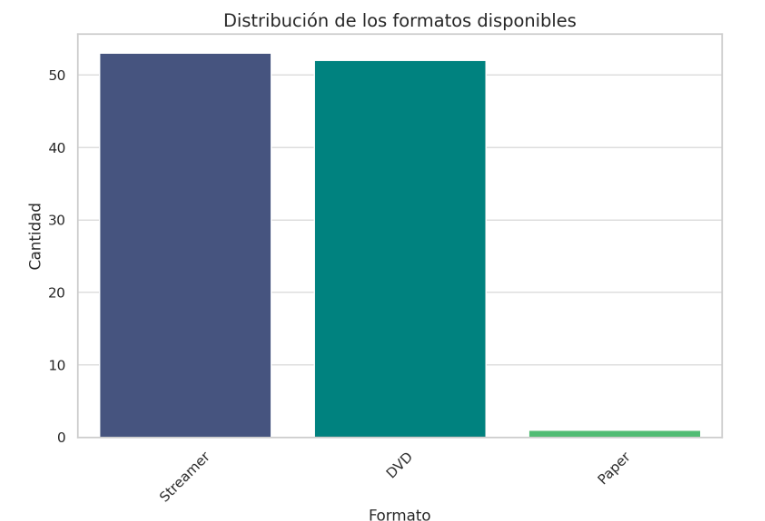 Distribución de los formatos disponibles
50
40
30
20
10
0
Cantidad
Streamer
DVD
Paper
Formato